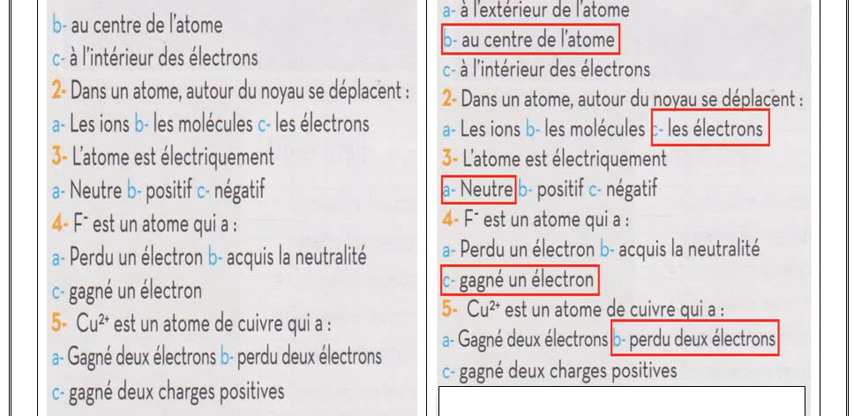 b- au centre de l'atome
c- à l'intérieur des électrons
2- Dans un atome, autour du noyau se déplacent :
a- Les ions b- les molécules c- les électrons
3- L'atome est électriquement
a- Neutre b- positif c- négatif
4- F⁻ est un atome qui a :
a- Perdu un électron b- acquis la neutralité
c- gagné un électron
5- Cu²⁺ est un atome de cuivre qui a :
a- Gagné deux électrons b- perdu deux électrons
c- gagné deux charges positives
a- à l'extérieur de l'atome
b- au centre de l'atome
c- à l'intérieur des électrons
2- Dans un atome, autour du noyau se déplacent :
a- Les ions b- les molécules c- les électrons
3- L'atome est électriquement
a- Neutre b- positif c- négatif
4- F⁻ est un atome qui a :
a- Perdu un électron b- acquis la neutralité
c- gagné un électron
5- Cu²⁺ est un atome de cuivre qui a :
a- Gagné deux électrons b- perdu deux électrons
c- gagné deux charges positives